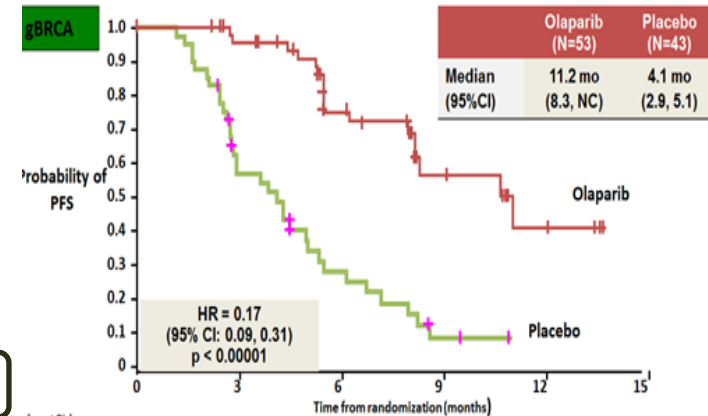 gBRCA
Olaparib Placebo
(N=53) (N=43)
Median 11.2 mo 4.1 mo
(95%CI) (8.3, NC) (2.9, 5.1)
1.0
0.9
0.8
0.7
0.6
0.5
0.4
0.3
0.2
0.1
0
Probability of
PFS
Olaparib
Placebo
HR = 0.17
(95% CI: 0.09, 0.31)
p < 0.00001
0 3 6 9 12 15
Time from randomization (months)